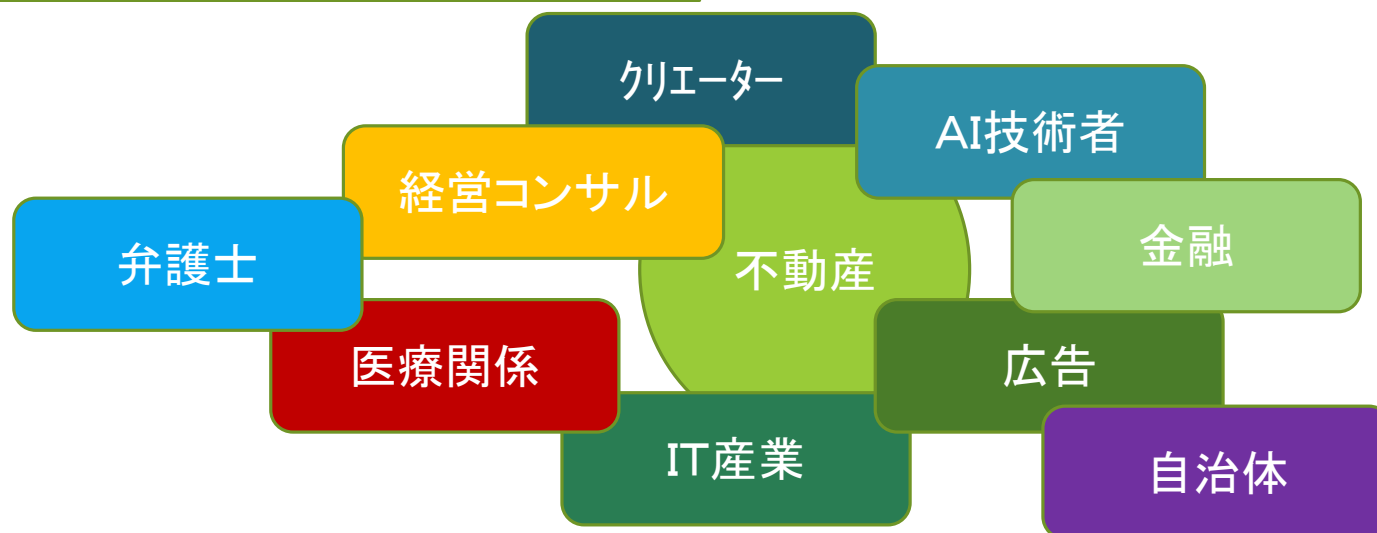 ｸﾘｴｰﾀｰ
AI技術者
経営コンサル
金融
弁護士
不動産
医療関係
広告
IT産業
自治体